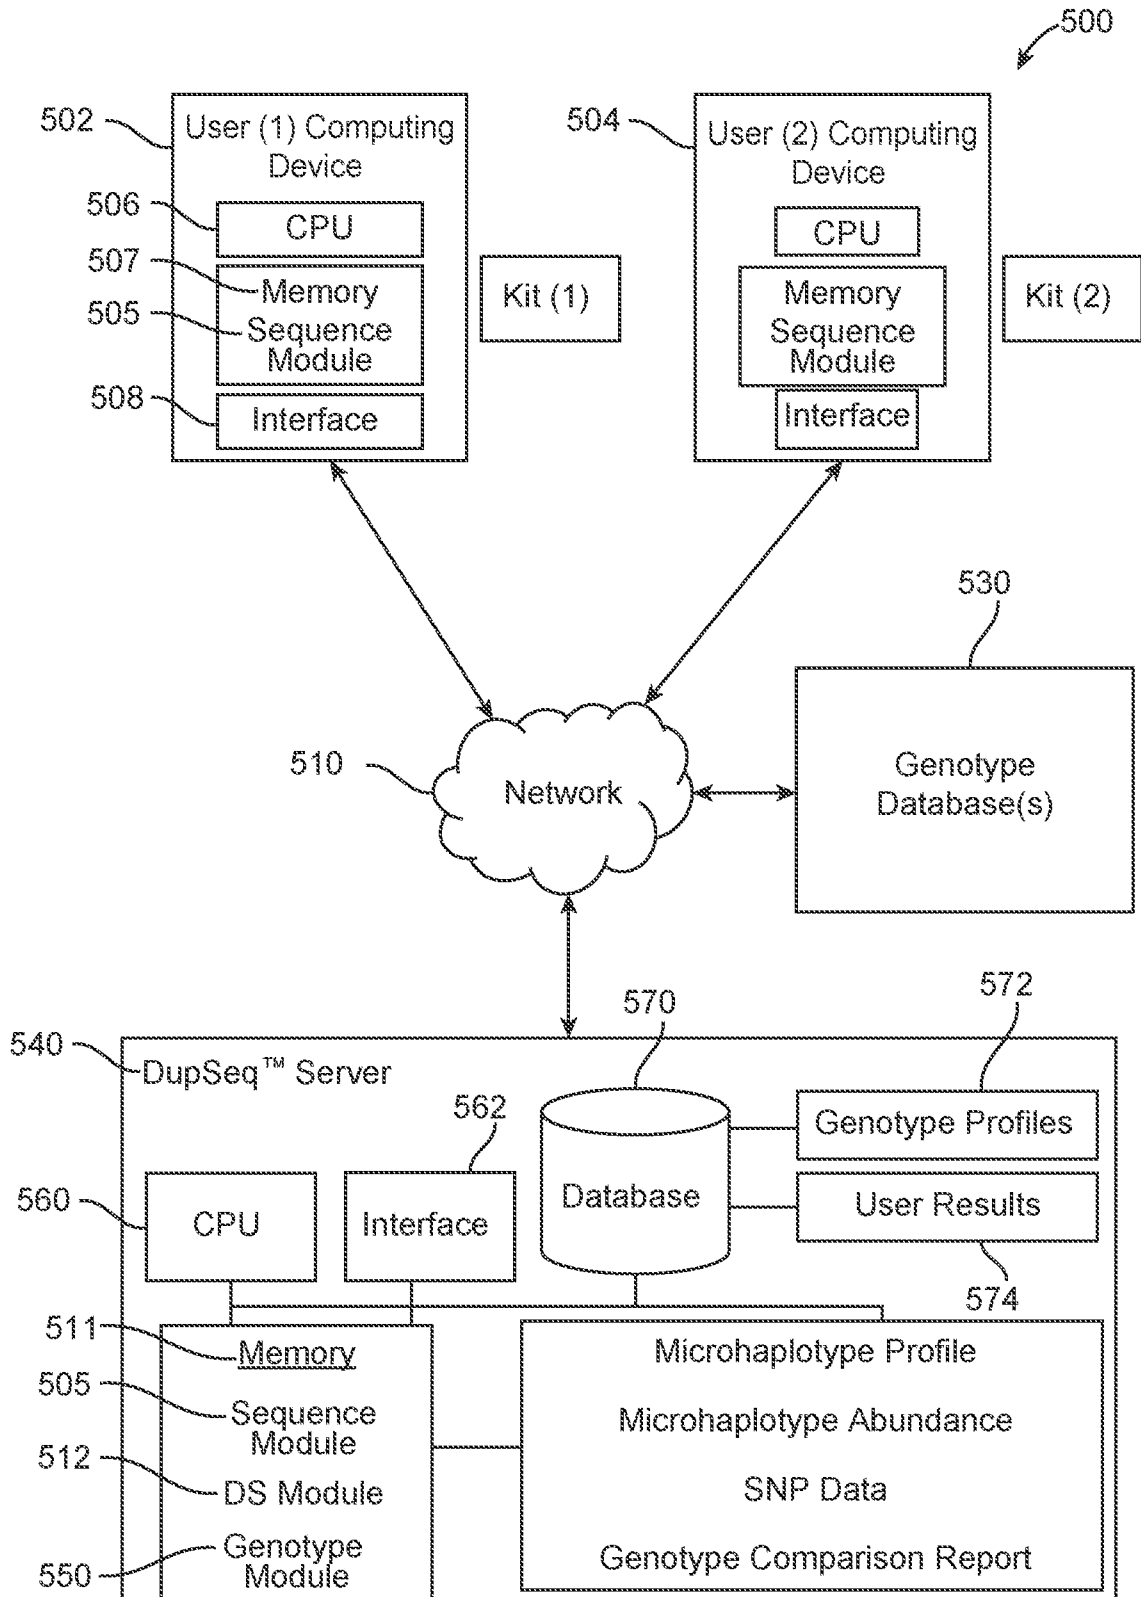 500
502
User (1) Computing
Device
506
CPU
507
Memory
505
Sequence
Module
508
Interface
Kit (1)
504
User (2) Computing
Device
CPU
Memory
Sequence
Module
Interface
Kit (2)
530
Genotype
Database(s)
510
Network
540
DupSeq™ Server
570
572
562
Genotype Profiles
560
CPU
Interface
Database
User Results
574
511
Memory
505
Sequence
Module
512
DS Module
550
Genotype
Module
Microhaplotype Profile
Microhaplotype Abundance
SNP Data
Genotype Comparison Report